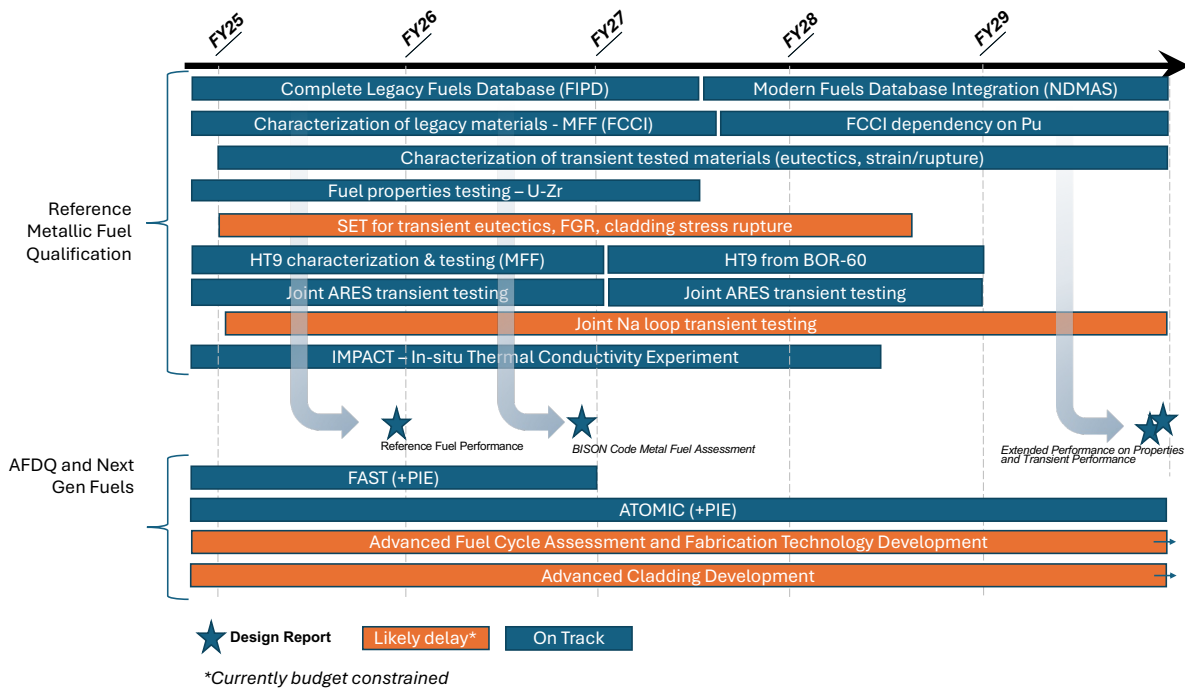 FY25
FY26
FY27
FY28
FY29
Complete Legacy Fuels Database (FIPD)
Modern Fuels Database Integration (NDMAS)
Characterization of legacy materials - MFF (FCCI)
FCCI dependency on Pu
Characterization of transient tested materials (eutectics, strain/rupture)
Fuel properties testing – U-Zr
Reference
Metallic Fuel
Qualification
SET for transient eutectics, FGR, cladding stress rupture
HT9 characterization & testing (MFF)
HT9 from BOR-60
Joint ARES transient testing
Joint ARES transient testing
Joint Na loop transient testing
IMPACT – In-situ Thermal Conductivity Experiment
Reference Fuel Performance
BISON Code Metal Fuel Assessment
Extended Performance on Properties
and Transient Performance
AFDQ and Next
Gen Fuels
FAST (+PIE)
ATOMIC (+PIE)
Advanced Fuel Cycle Assessment and Fabrication Technology Development
Advanced Cladding Development
Design Report
Likely delay*
On Track
*Currently budget constrained